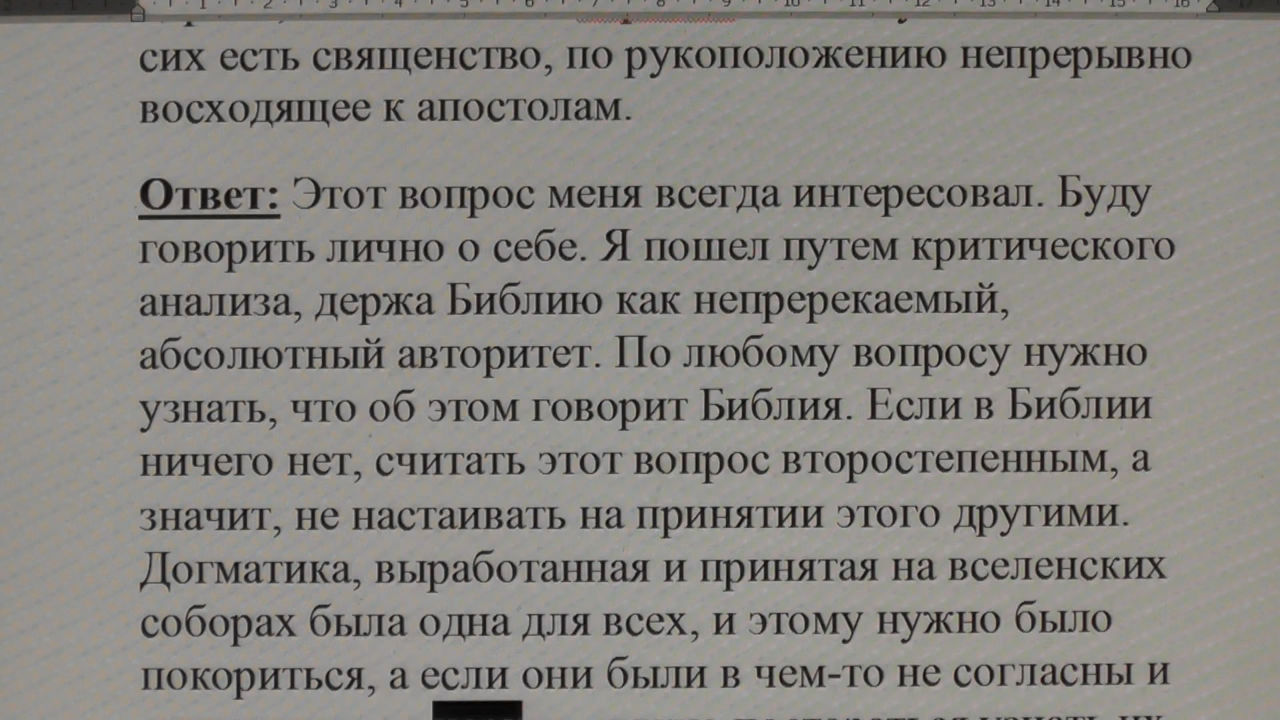 сих есть священство, по рукоположению непрерывно
восходящее к апостолам.
Ответ: Этот вопрос меня всегда интересовал. Буду
говорить лично о себе. Я пошел путем критического
анализа, держа Библию как непререкаемый,
абсолютный авторитет. По любому вопросу нужно
узнать, что об этом говорит Библия. Если в Библии
ничего нет, считать этот вопрос второстепенным, а
значит, не настаивать на принятии этого другими.
Догматика, выработанная и принятая на вселенских
соборах была одна для всех, и этому нужно было
покориться, а если они были в чем-то не согласны и